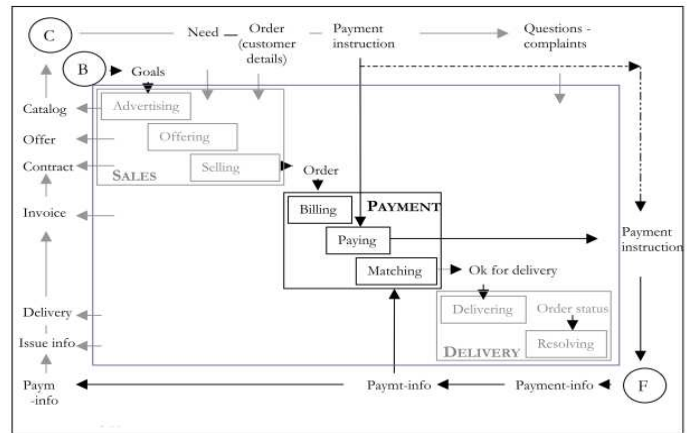 C
Need
Order
(customer
details)
Payment
instruction
Questions -
complaints
B
Goals
Catalog
Advertising
Offer
Offering
Contract
SALES
Selling
Order
Invoice
Billing
PAYMENT
Paying
Payment
instruction
Matching
Ok for delivery
Delivery
Delivering
Order status
Issue info
DELIVERY
Resolving
Paym
-info
Paymt-info
Payment-info
F